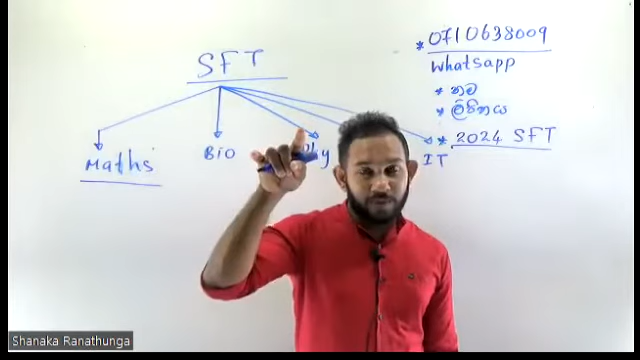 SFT
* 0710638009
Whatsapp
* නම
* ලිපිනය
* 2024 SFT
Maths
Bio
IT
Shanaka Ranathunga